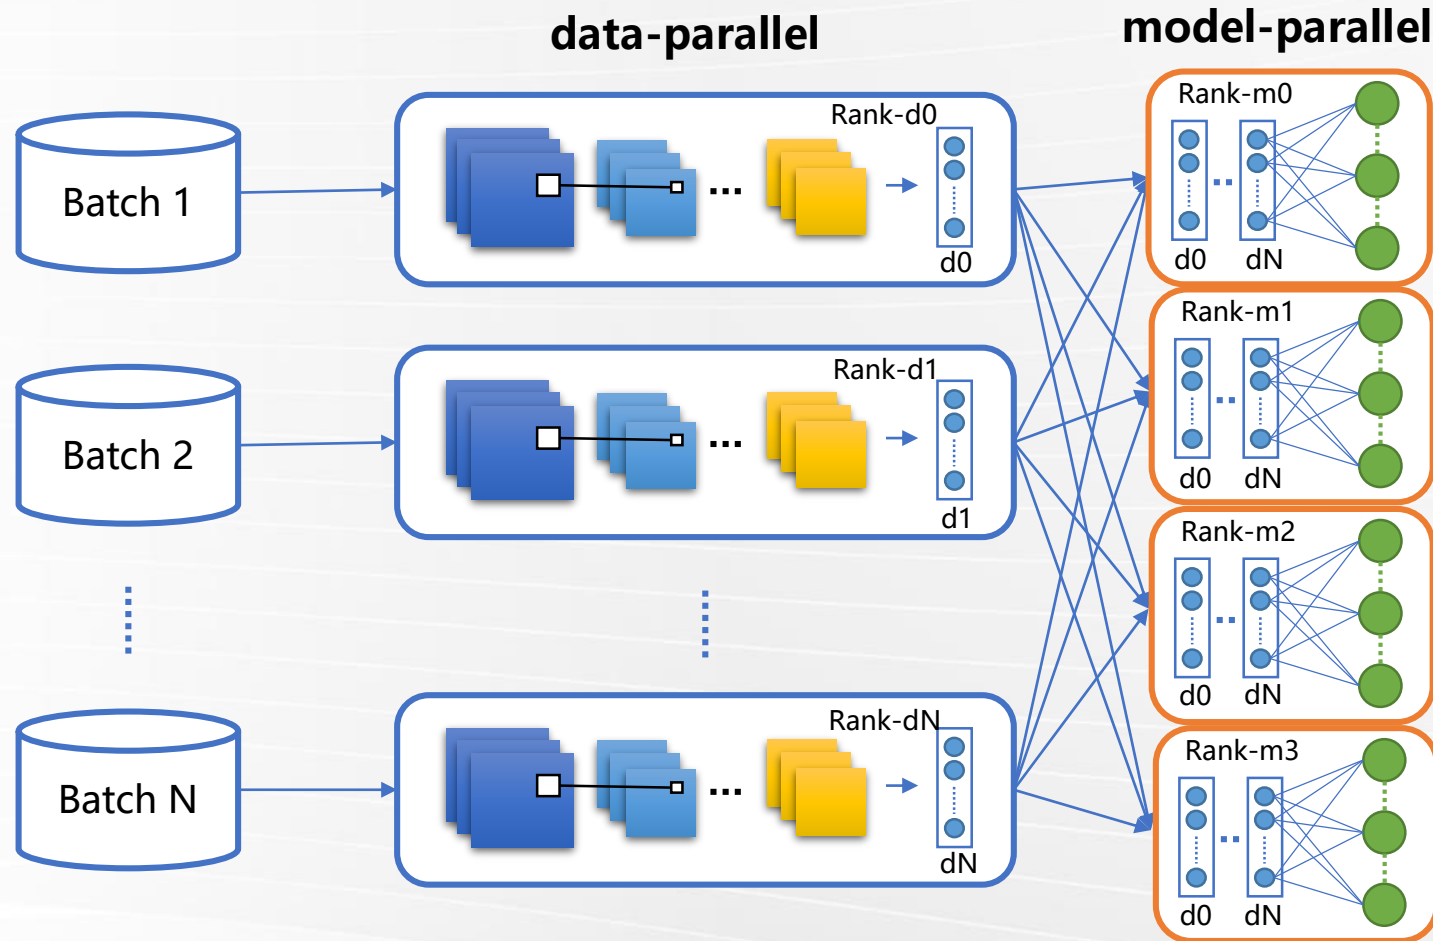 data-parallel
model-parallel
Batch 1
Rank-d0
...
d0
Rank-m0
..
d0 dN
Batch 2
Rank-d1
...
d1
Rank-m1
..
d0 dN
Rank-m2
..
d0 dN
Batch N
Rank-dN
...
dN
Rank-m3
..
d0 dN